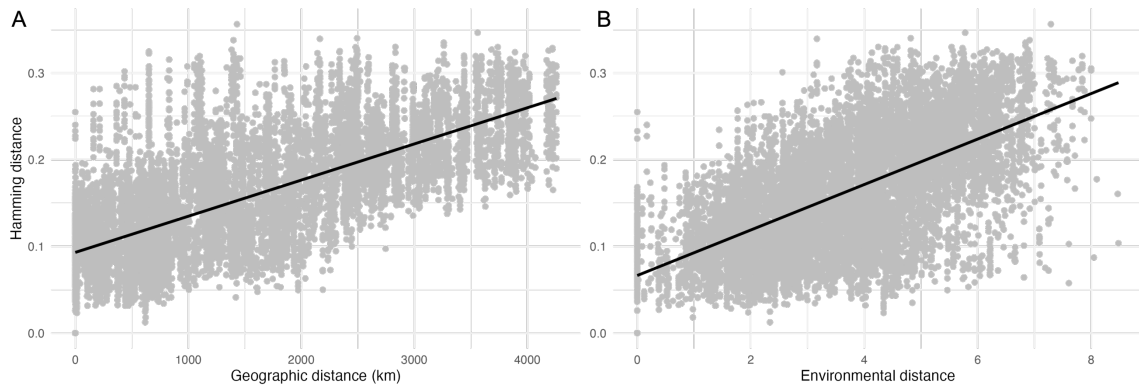 A
B
Hamming distance
0.3
0.2
0.1
0.0
0 1000 2000 3000 4000
Geographic distance (km)
0.3
0.2
0.1
0.0
0 2 4 6 8
Environmental distance